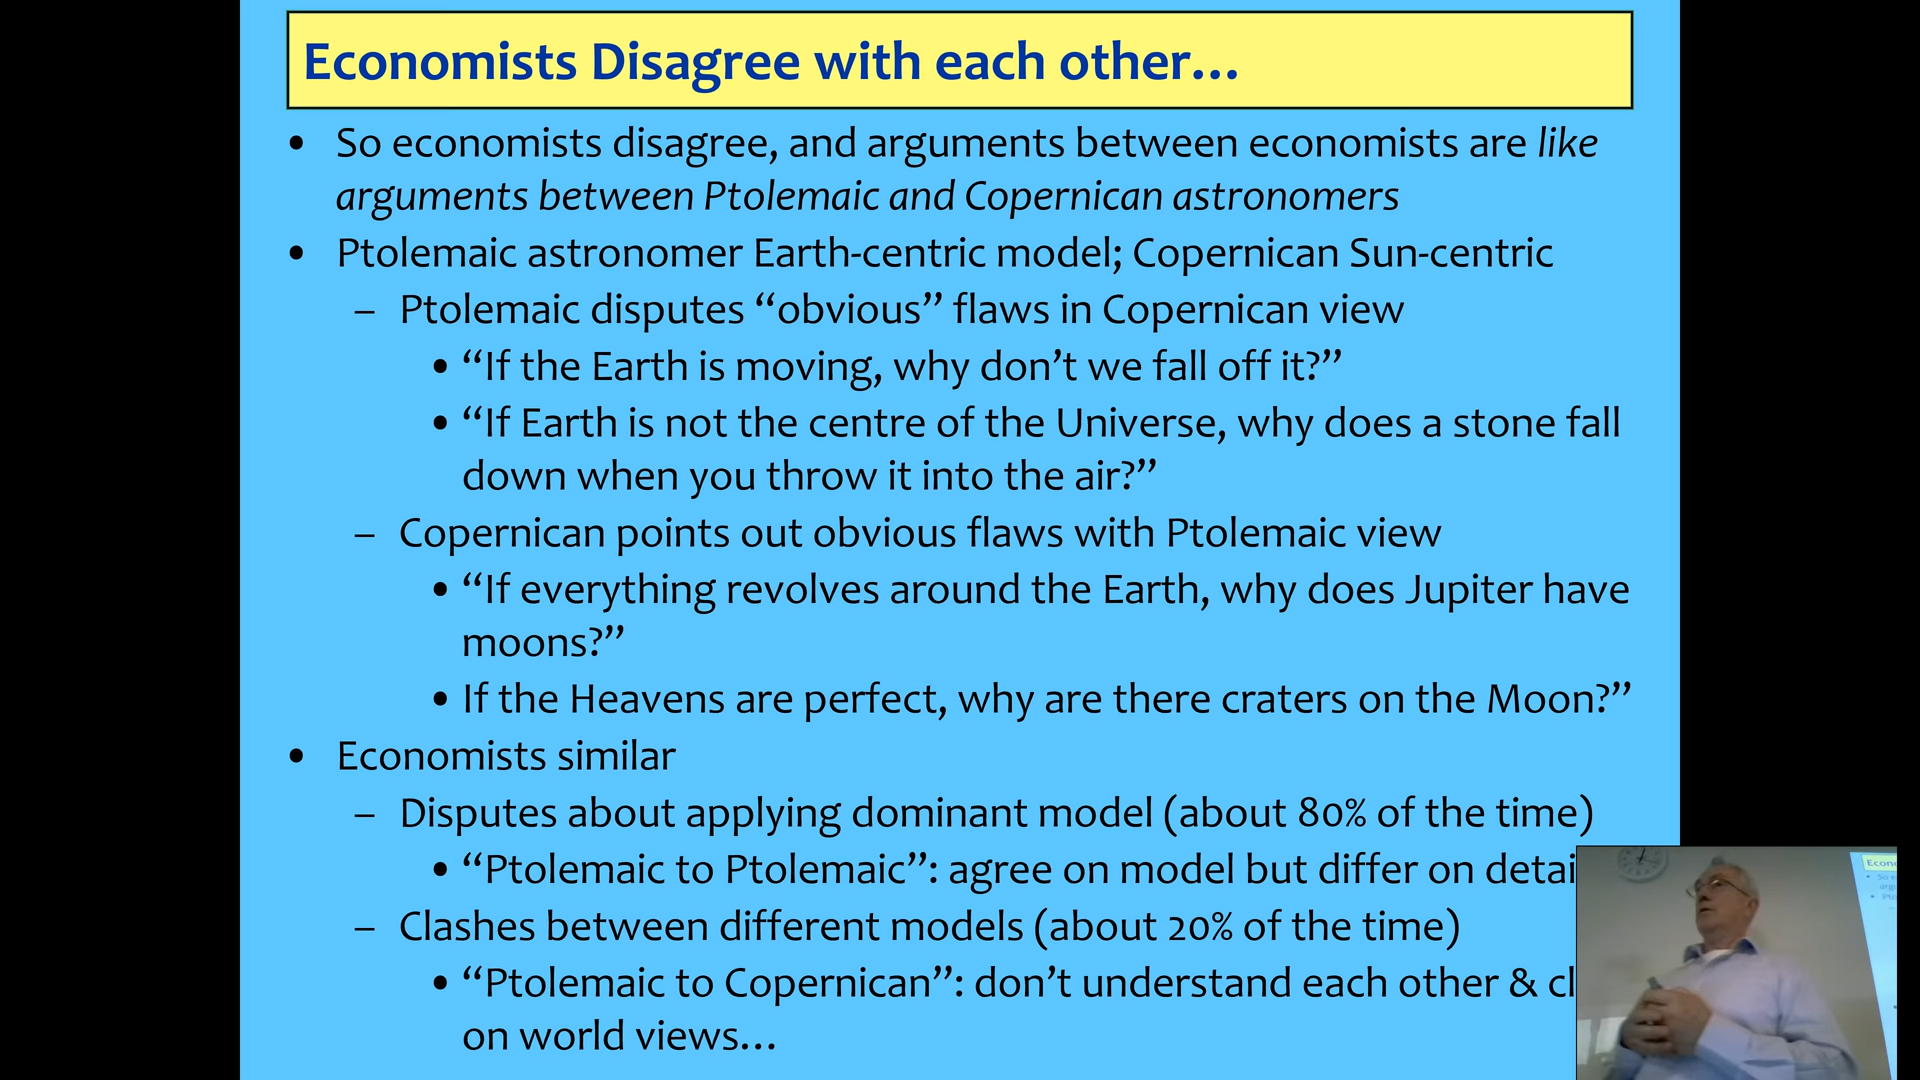 Economists Disagree with each other...
• So economists disagree, and arguments between economists are like
arguments between Ptolemaic and Copernican astronomers
• Ptolemaic astronomer Earth-centric model; Copernican Sun-centric
– Ptolemaic disputes “obvious” flaws in Copernican view
• “If the Earth is moving, why don’t we fall off it?”
• “If Earth is not the centre of the Universe, why does a stone fall
down when you throw it into the air?”
– Copernican points out obvious flaws with Ptolemaic view
• “If everything revolves around the Earth, why does Jupiter have
moons?”
• If the Heavens are perfect, why are there craters on the Moon?”
• Economists similar
– Disputes about applying dominant model (about 80% of the time)
• “Ptolemaic to Ptolemaic”: agree on model but differ on detai
– Clashes between different models (about 20% of the time)
• “Ptolemaic to Copernican”: don’t understand each other & cl
on world views...
Econ